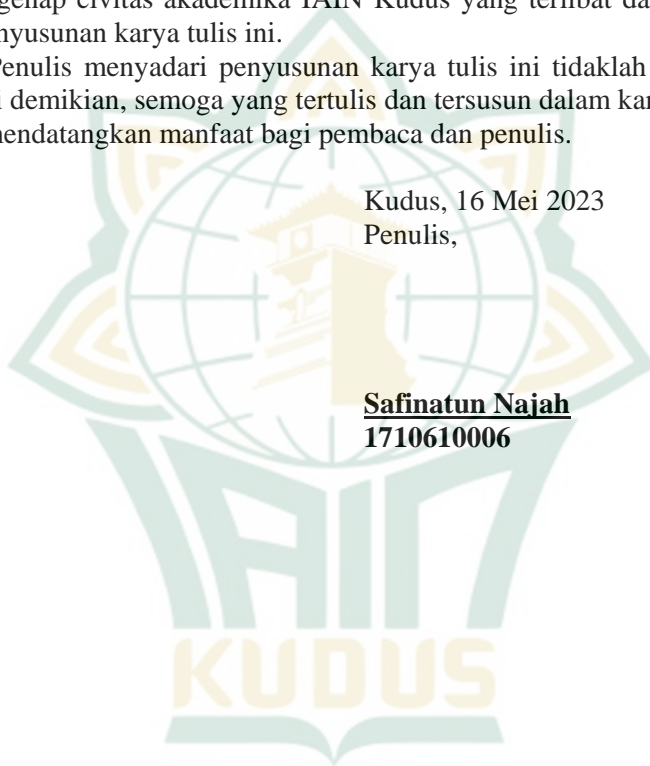 genap civitas akademika IAIN Kudus yang terlibat
nyusunan karya tulis ini.
Penulis menyadari penyusunan karya tulis ini tidaklah
demikian, semoga yang tertulis dan tersusun dalam
mendatangkan manfaat bagi pembaca dan penulis.
Kudus, 16 Mei 2023
Penulis,
Safinatun Najah
1710610006
IAIN
KUDUS